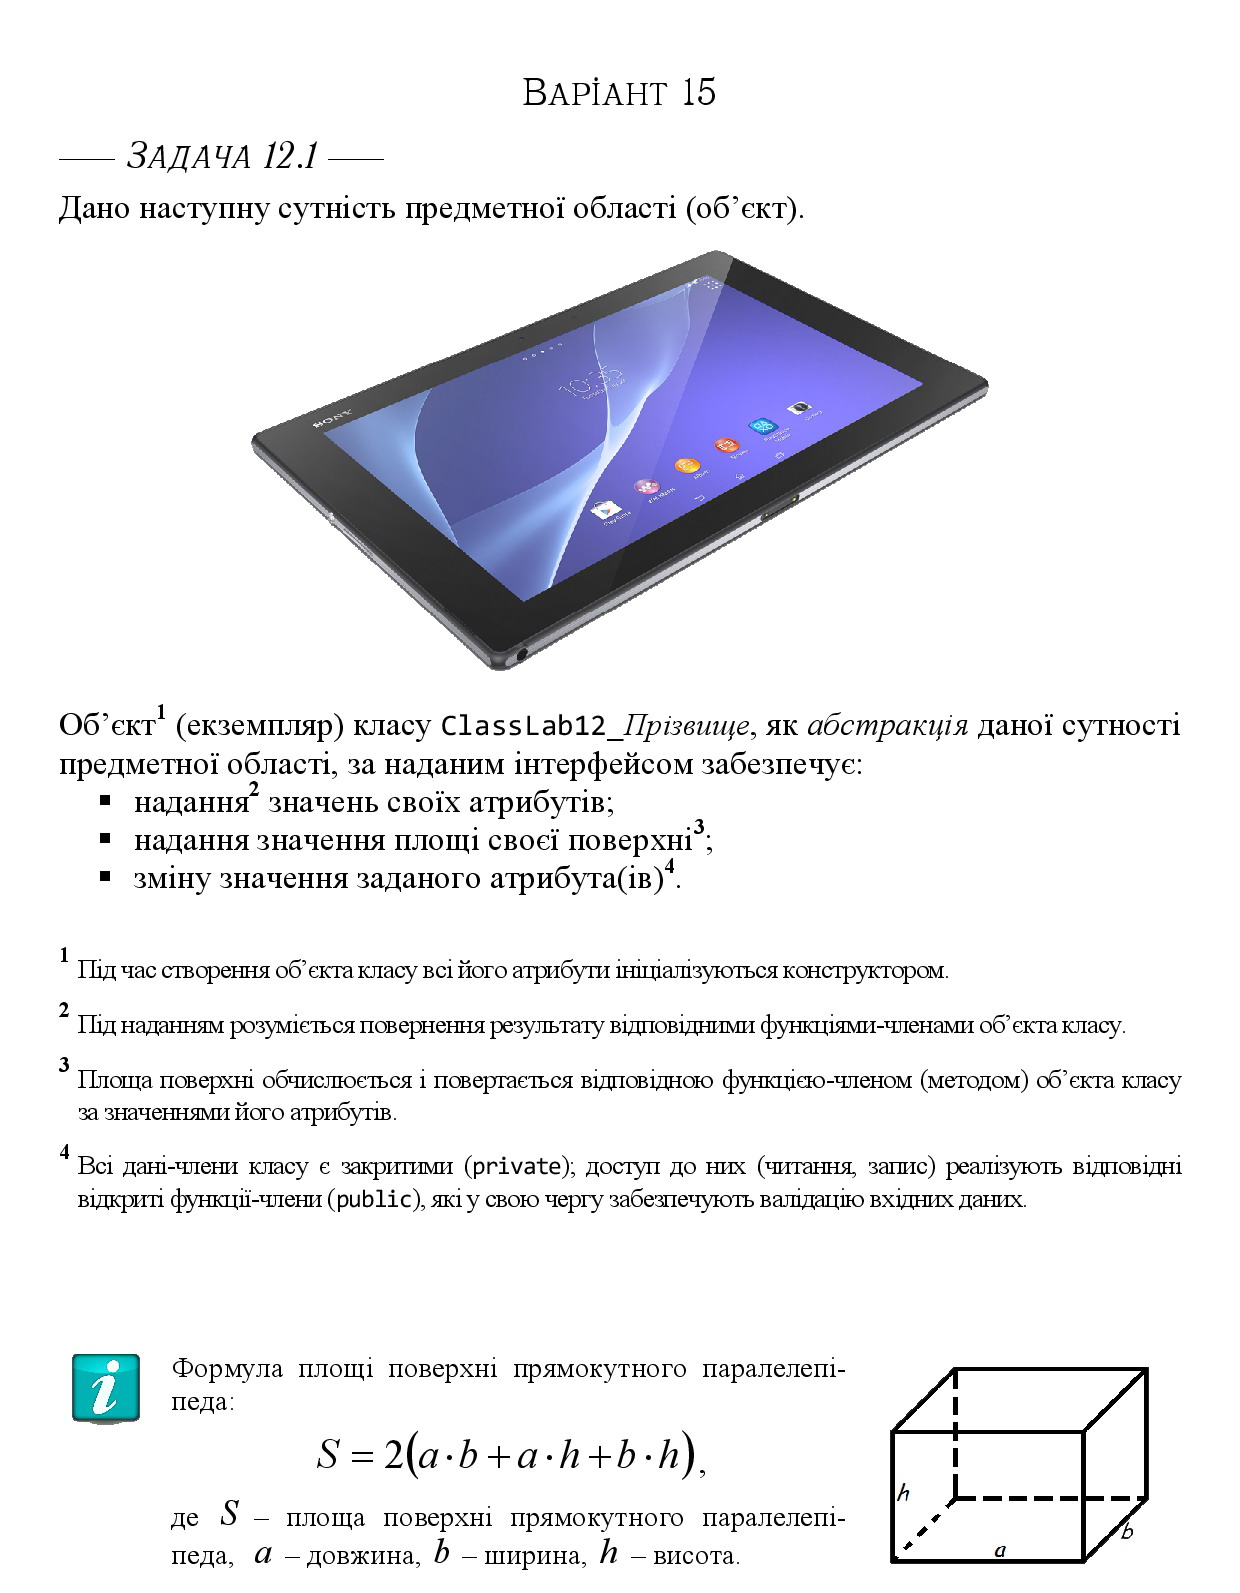 Варіант 15
Задача 12.1
Дано наступну сутність предметної області (об’єкт).
SONY
10:35
Play Store
Об’єкт1 (екземпляр) класу ClassLab12_Прізвище, як абстракція даної сутності
предметної області, за наданим інтерфейсом забезпечує:
▪ надання2 значень своїх атрибутів;
▪ надання значення площі своєї поверхні3;
▪ зміну значення заданого атрибута(ів)4.
1 Під час створення об’єкта класу всі його атрибути ініціалізуються конструктором.
2 Під наданням розуміється повернення результату відповідними функціями-членами об’єкта класу.
3 Площа поверхні обчислюється і повертається відповідною функцією-членом (методом) об’єкта класу
за значеннями його атрибутів.
4 Всі дані-члени класу є закритими (private); доступ до них (читання, запис) реалізують відповідні
відкриті функції-члени (public), які у свою чергу забезпечують валідацію вхідних даних.
i
Формула площі поверхні прямокутного паралелепі-
педа:
S = 2(a·b + a·h + b·h),
де S – площа поверхні прямокутного паралелепі-
педа, a – довжина, b – ширина, h – висота.
h
b
a